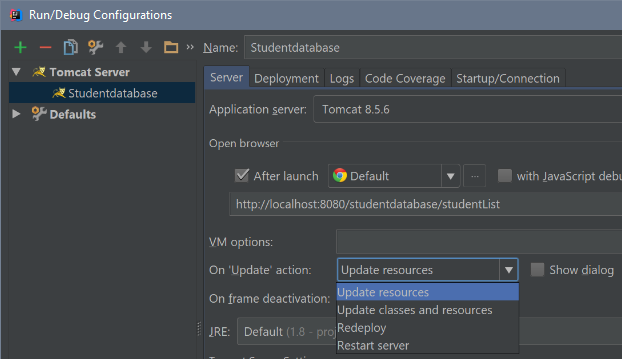 Run/Debug Configurations
Name: Studentdatabase
Tomcat Server
Studentdatabase
Defaults
Server Deployment Logs Code Coverage Startup/Connection
Application server: Tomcat 8.5.6
Open browser
After launch Default ... with JavaScript debu
http://localhost:8080/studentdatabase/studentList
VM options:
On 'Update' action: Update resources Show dialog
Update resources
Update classes and resources
On frame deactivation:
Redeploy
JRE: Default (1.8 - proj
Restart server